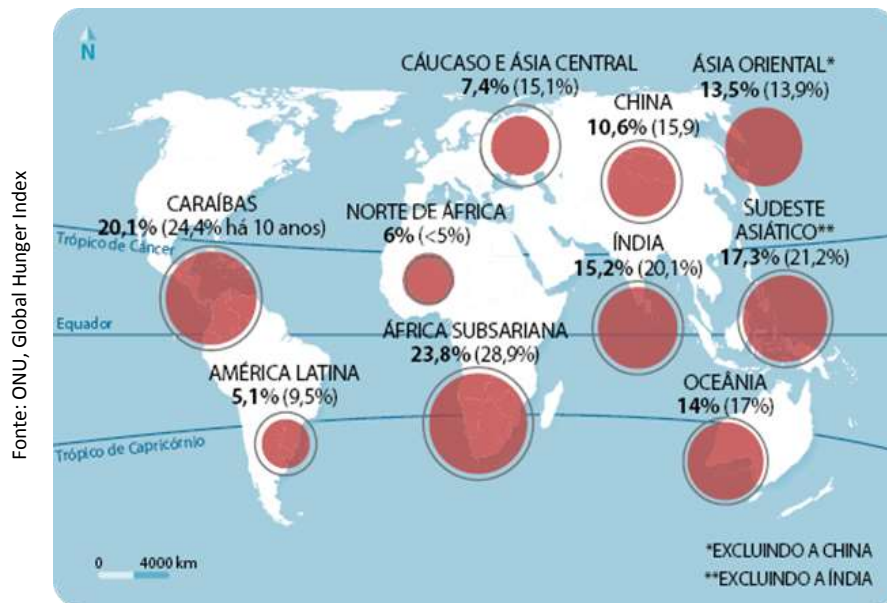 Fonte: ONU, Global Hunger Index
N
CÁUCASO E ÁSIA CENTRAL
7,4% (15,1%)
ÁSIA ORIENTAL*
13,5% (13,9%)
CHINA
10,6% (15,9)
CARAÍBAS
20,1% (24,4% há 10 anos)
Trópico de Câncer
NORTE DE ÁFRICA
6% (<5%)
ÍNDIA
15,2% (20,1%)
SUDESTE
ASIÁTICO**
17,3% (21,2%)
Equador
ÁFRICA SUBSARIANA
23,8% (28,9%)
AMÉRICA LATINA
5,1% (9,5%)
OCEÂNIA
14% (17%)
Trópico de Capricórnio
0 4000 km
*EXCLUINDO A CHINA
**EXCLUINDO A ÍNDIA